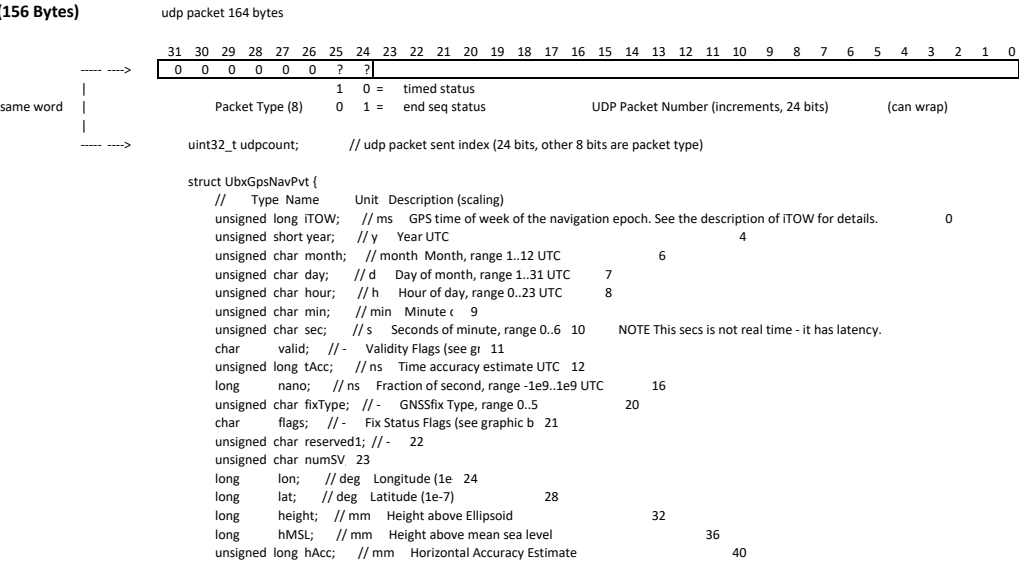 (156 Bytes) udp packet 164 bytes
31 30 29 28 27 26 25 24 23 22 21 20 19 18 17 16 15 14 13 12 11 10 9 8 7 6 5 4 3 2 1 0
----- ----> 0 0 0 0 0 0 ? ?
| 1 0 = timed status
same word | Packet Type (8) 0 1 = end seq status UDP Packet Number (increments, 24 bits) (can wrap)
|
----- ----> uint32_t udpcount; // udp packet sent index (24 bits, other 8 bits are packet type)
struct UbxGpsNavPvt {
// Type Name Unit Description (scaling)
unsigned long iTOW; // ms GPS time of week of the navigation epoch. See the description of iTOW for details. 0
unsigned short year; // y Year UTC 4
unsigned char month; // month Month, range 1..12 UTC 6
unsigned char day; // d Day of month, range 1..31 UTC 7
unsigned char hour; // h Hour of day, range 0..23 UTC 8
unsigned char min; // min Minute 9
unsigned char sec; // s Seconds of minute, range 0..6 10 NOTE This secs is not real time - it has latency.
char valid; // - Validity Flags (see 11
unsigned long tAcc; // ns Time accuracy estimate UTC 12
long nano; // ns Fraction of second, range -1e9..1e9 UTC 16
unsigned char fixType; // - GNSSfix Type, range 0..5 20
char flags; // - Fix Status Flags (see graphic b 21
unsigned char reserved1; // - 22
unsigned char numSV 23
long lon; // deg Longitude (1e 24
long lat; // deg Latitude (1e-7) 28
long height; // mm Height above Ellipsoid 32
long hMSL; // mm Height above mean sea level 36
unsigned long hAcc; // mm Horizontal Accuracy Estimate 40